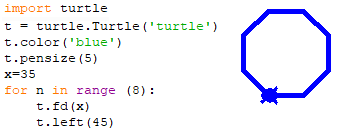 import turtle
t = turtle.Turtle('turtle')
t.color('blue')
t.pensize(5)
x=35
for n in range (8):
    t.fd(x)
    t.left(45)